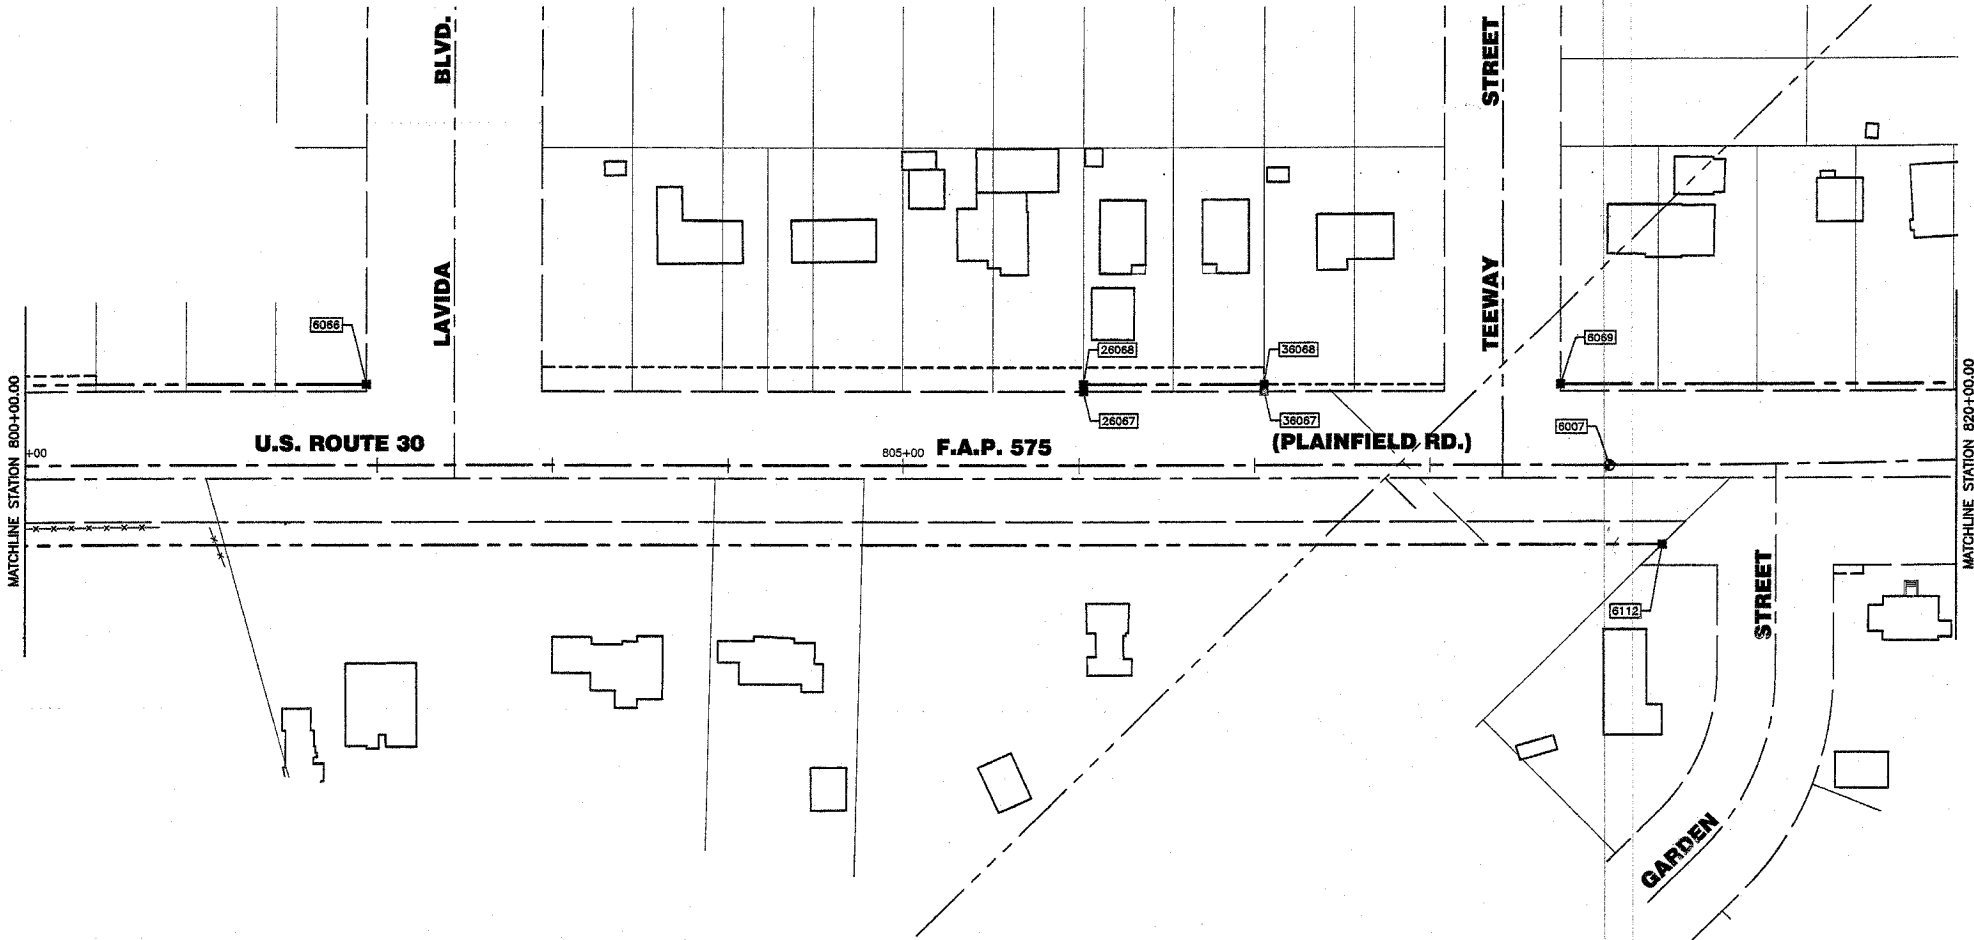 BLVD.
STREET
LAVIDA
TEEWAY
6066
26068
36068
6069
26067
36067
6007
MATCHLINE STATION 800+00.00
MATCHLINE STATION 820+00.00
+00
U.S. ROUTE 30
805+00
F.A.P. 575
(PLAINFIELD RD.)
6112
STREET
GARDEN